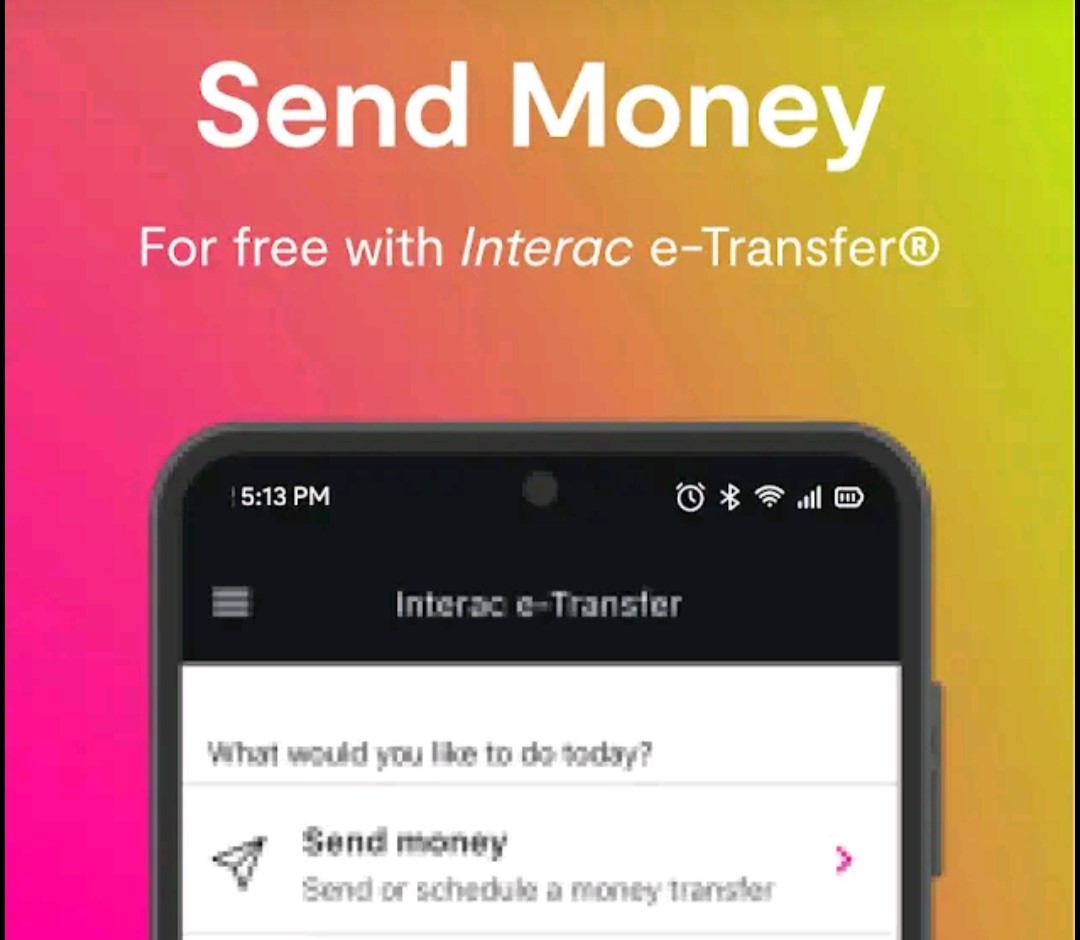 Send Money
For free with Interac e-Transfer®
5:13 PM
Interac e-Transfer
What would you like to do today?
Send money
Send or schedule a money transfer